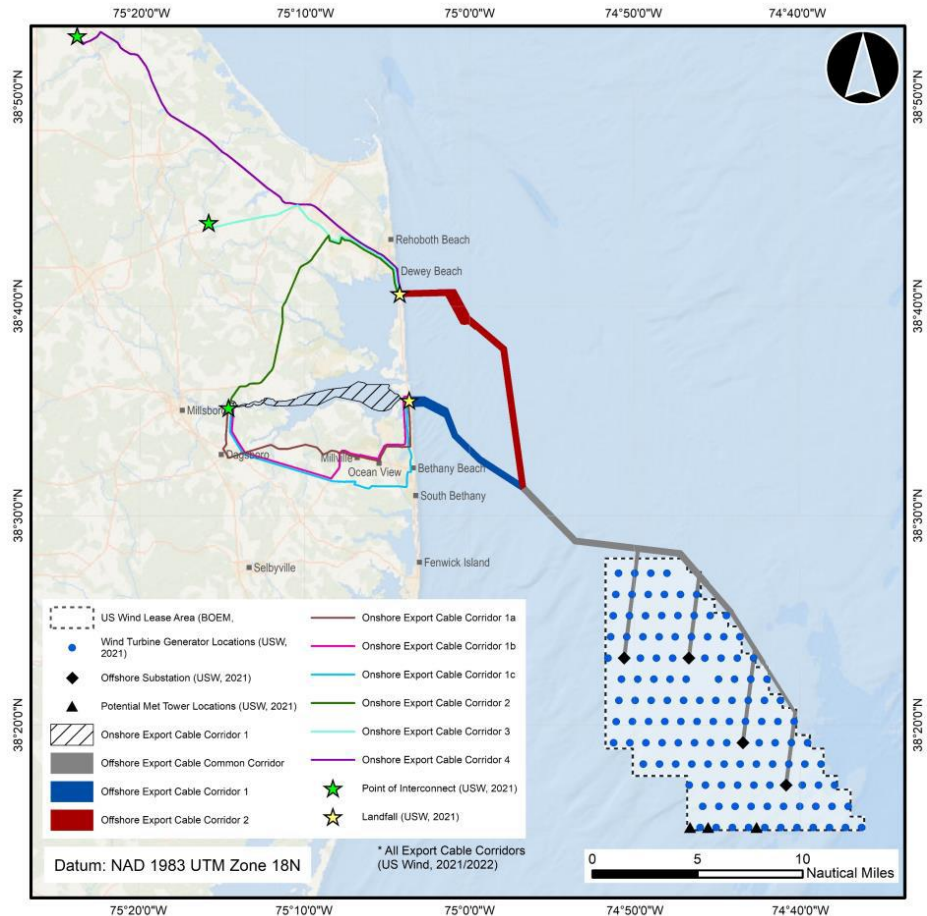 75°20'0"W 75°10'0"W 75°0'0"W 74°50'0"W 74°40'0"W
38°50'0"N 38°50'0"N
Rehoboth Beach
Dewey Beach
38°40'0"N 38°40'0"N
Millsboro
Dagsboro
Millville
Ocean View
Bethany Beach
South Bethany
38°30'0"N 38°30'0"N
Selbyville
Fenwick Island
US Wind Lease Area (BOEM,
Wind Turbine Generator Locations (USW,
2021)
Offshore Substation (USW, 2021)
Potential Met Tower Locations (USW, 2021)
Onshore Export Cable Corridor 1
Offshore Export Cable Common Corridor
Offshore Export Cable Corridor 1
Offshore Export Cable Corridor 2
Onshore Export Cable Corridor 1a
Onshore Export Cable Corridor 1b
Onshore Export Cable Corridor 1c
Onshore Export Cable Corridor 2
Onshore Export Cable Corridor 3
Onshore Export Cable Corridor 4
Point of Interconnect (USW, 2021)
Landfall (USW, 2021)
38°20'0"N 38°20'0"N
Datum: NAD 1983 UTM Zone 18N
* All Export Cable Corridors
(US Wind, 2021/2022)
0 5 10
Nautical Miles
75°20'0"W 75°10'0"W 75°0'0"W 74°50'0"W 74°40'0"W